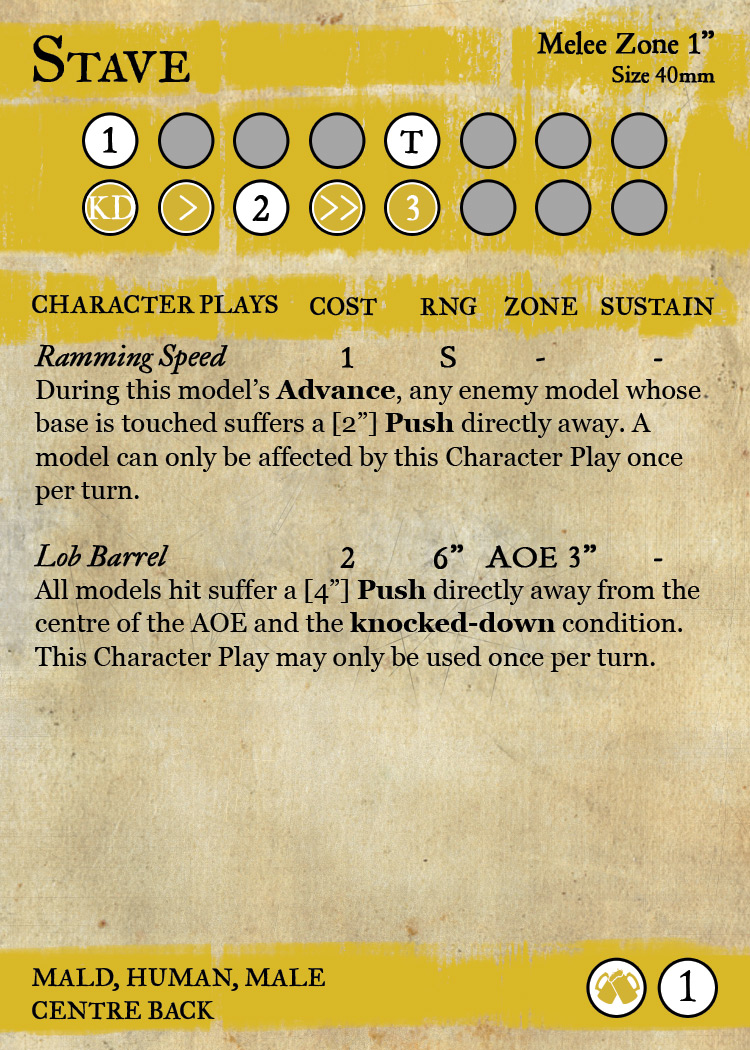 STAVE
Melee Zone 1”
Size 40mm
1 T
KD > 2 >> 3
CHARACTER PLAYS COST RNG ZONE SUSTAIN
Ramming Speed 1 S - -
During this model’s Advance, any enemy model whose
base is touched suffers a [2”] Push directly away. A
model can only be affected by this Character Play once
per turn.
Lob Barrel 2 6” AOE 3” -
All models hit suffer a [4”] Push directly away from the
centre of the AOE and the knocked-down condition.
This Character Play may only be used once per turn.
MALD, HUMAN, MALE
CENTRE BACK
1